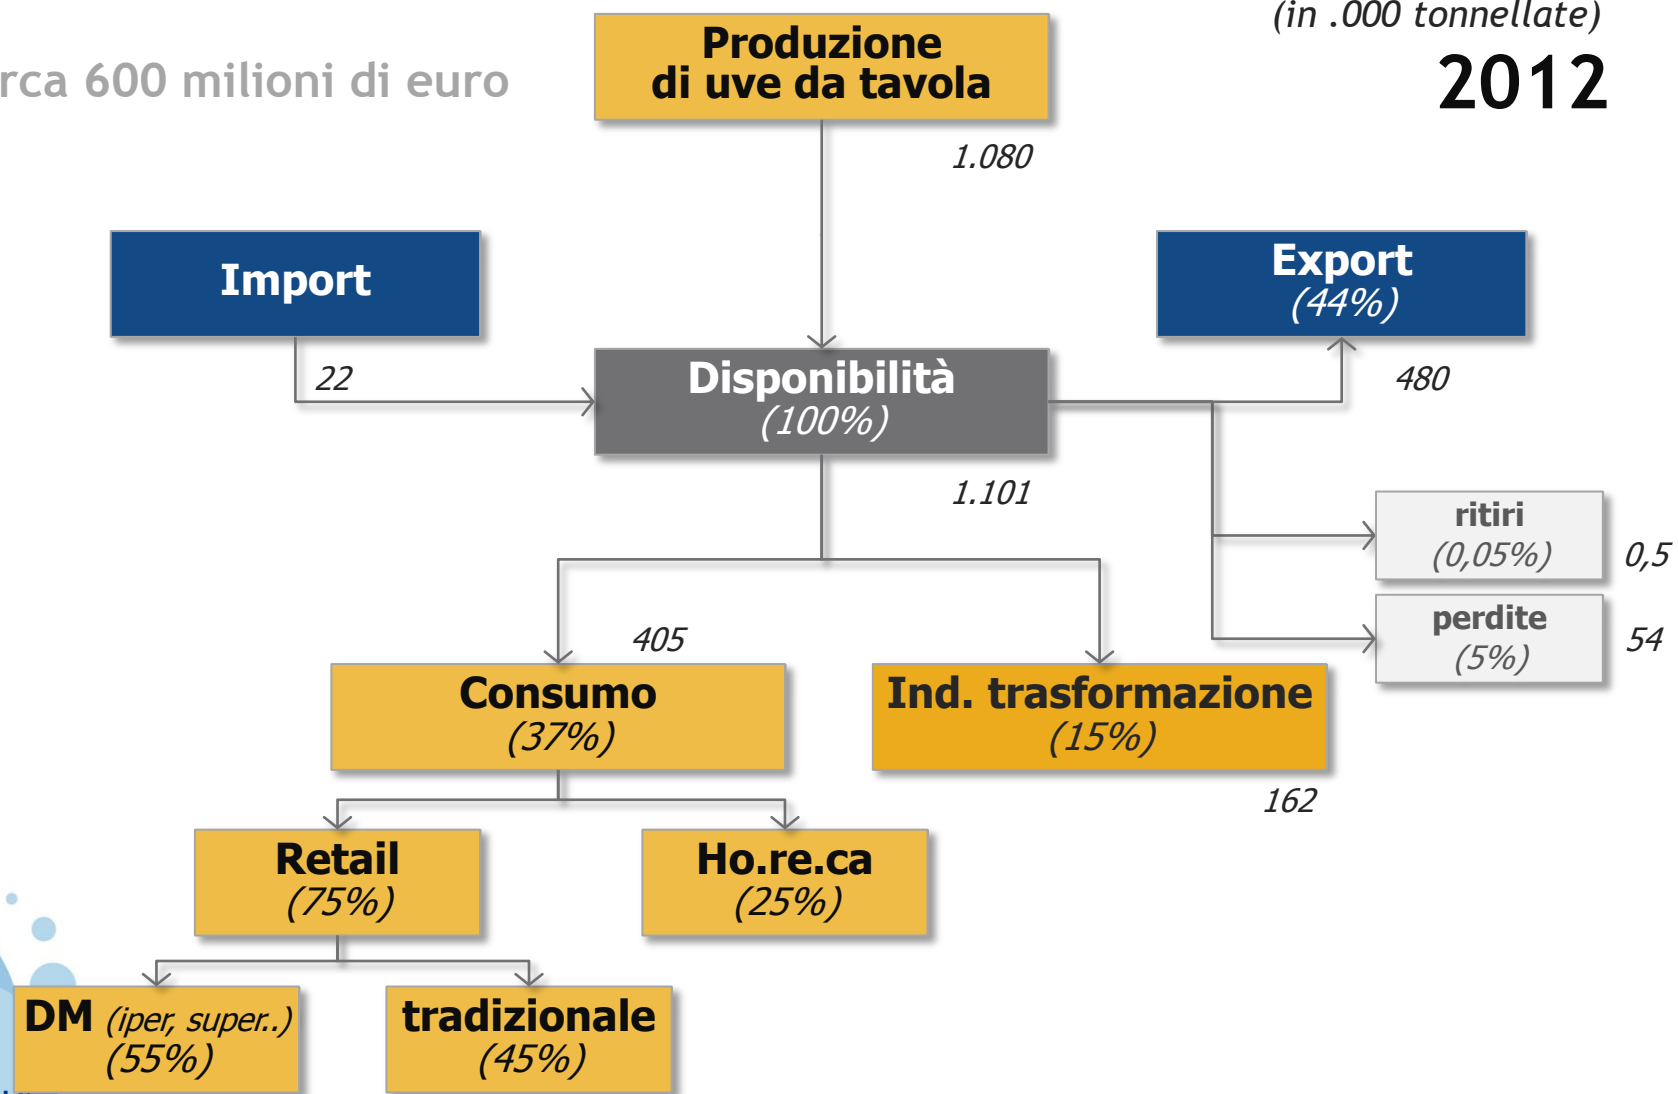 (in .000 tonnellate)
rca 600 milioni di euro
2012
Produzione
di uve da tavola
1.080
Import
22
Export
(44%)
480
Disponibilità
(100%)
1.101
ritiri
(0,05%)
0,5
perdite
(5%)
54
405
Consumo
(37%)
Ind. trasformazione
(15%)
162
Retail
(75%)
Ho.re.ca
(25%)
DM (iper, super..)
(55%)
tradizionale
(45%)